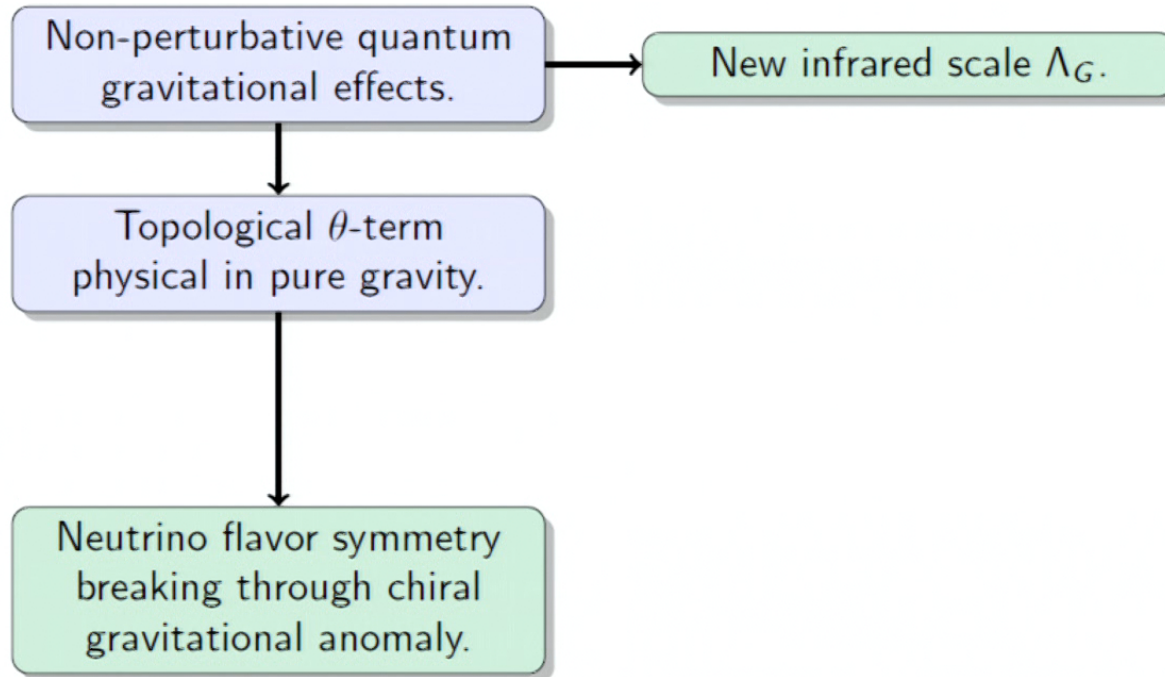 Non-perturbative quantum
gravitational effects.
New infrared scale Λ_G.
Topological θ-term
physical in pure gravity.
Neutrino flavor symmetry
breaking through chiral
gravitational anomaly.